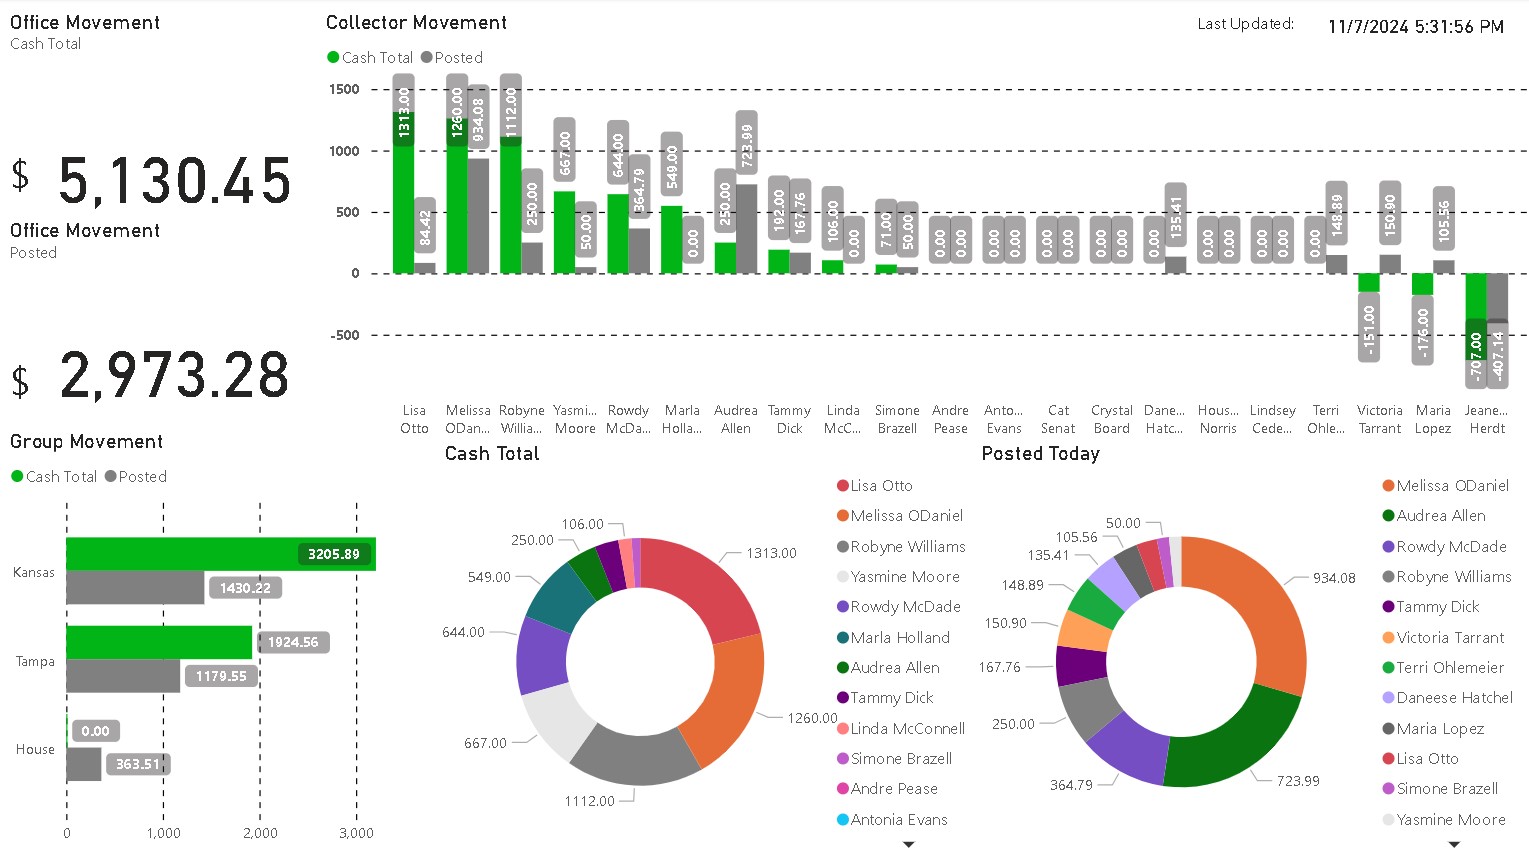 Office Movement
Cash Total
$ 5,130.45
Office Movement
Posted
$ 2,973.28
Collector Movement
Last Updated: 11/7/2024 5:31:56 PM
Cash Total Posted
1500
1000
500
0
-500
1313.00 84.42
1260.00 934.08
1112.00 250.00
667.00 50.00
644.00 364.79
549.00 0.00
250.00 723.99
192.00 167.76
106.00 0.00
71.00 50.00
0.00 0.00
0.00 0.00
0.00 0.00
0.00 0.00
0.00 135.41
0.00 0.00
0.00 0.00
0.00 148.89
-151.00 150.90
-176.00 105.56
-707.00 -407.14
Lisa Otto
Melissa ODan...
Robyne Willia...
Yasmi... Moore
Rowdy McDa...
Marla Holla...
Audrea Allen
Tammy Dick
Linda McC...
Simone Brazell
Andre Pease
Anto... Evans
Cat Senat
Crystal Board
Dane... Hatc...
Hous... Norris
Lindsey Cede...
Terri Ohle...
Victoria Tarrant
Maria Lopez
Jeane... Herdt
Group Movement
Cash Total Posted
Kansas
3205.89
1430.22
Tampa
1924.56
1179.55
House
0.00
363.51
0 1,000 2,000 3,000
Cash Total
1313.00
1260.00
1112.00
667.00
644.00
549.00
250.00
106.00
Lisa Otto
Melissa ODaniel
Robyne Williams
Yasmine Moore
Rowdy McDade
Marla Holland
Audrea Allen
Tammy Dick
Linda McConnell
Simone Brazell
Andre Pease
Antonia Evans
Posted Today
934.08
723.99
364.79
250.00
167.76
150.90
148.89
135.41
105.56
50.00
Melissa ODaniel
Audrea Allen
Rowdy McDade
Robyne Williams
Tammy Dick
Victoria Tarrant
Terri Ohlemeier
Daneese Hatchel
Maria Lopez
Lisa Otto
Simone Brazell
Yasmine Moore